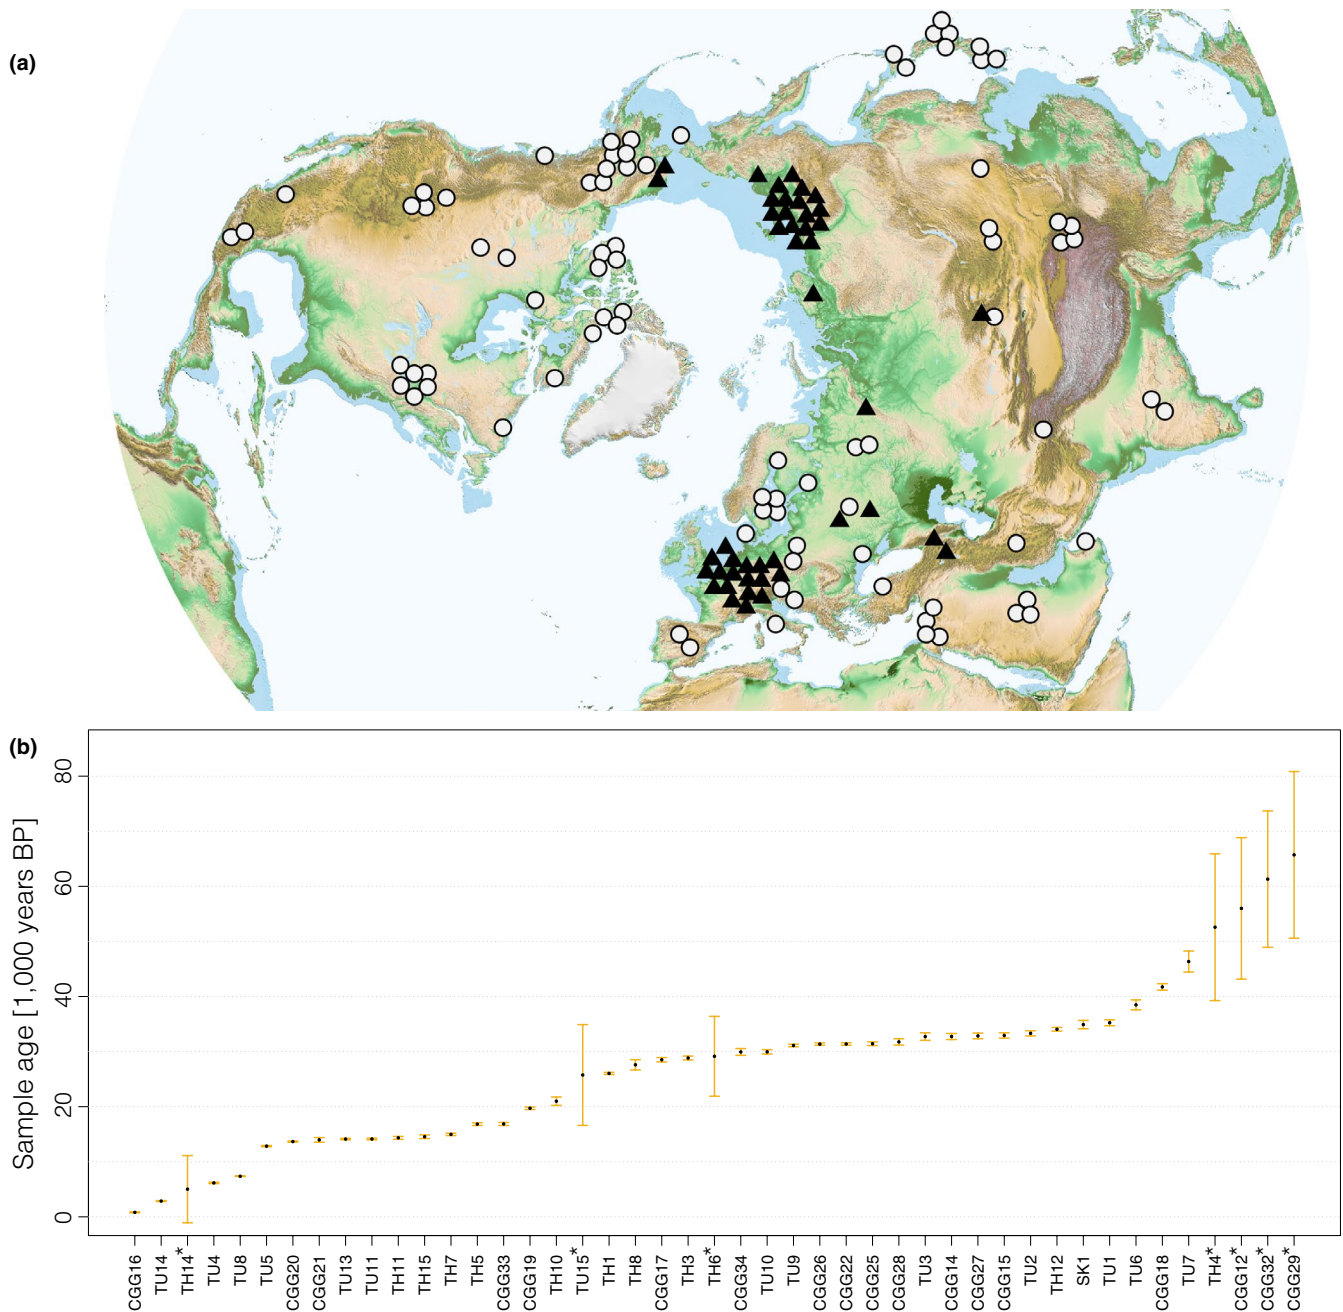 (a)
(b)
Sample age [1,000 years BP]
80
60
40
20
0
CGG16
TU14
TH14*
TU4
TU8
TU5
CGG20
CGG21
TU13
TU11
TH11
TH15
TH7
TH5
CGG33
CGG19
TH10
TU15*
TH1
TH8
CGG17
TH3
TH6*
CGG34
TU10
TU9
CGG26
CGG22
CGG25
CGG28
TU3
CGG14
CGG27
CGG15
TU2
TH12
SK1
TU1
TU6
CGG18
TU7
TH4*
CGG12*
CGG32*
CGG29*